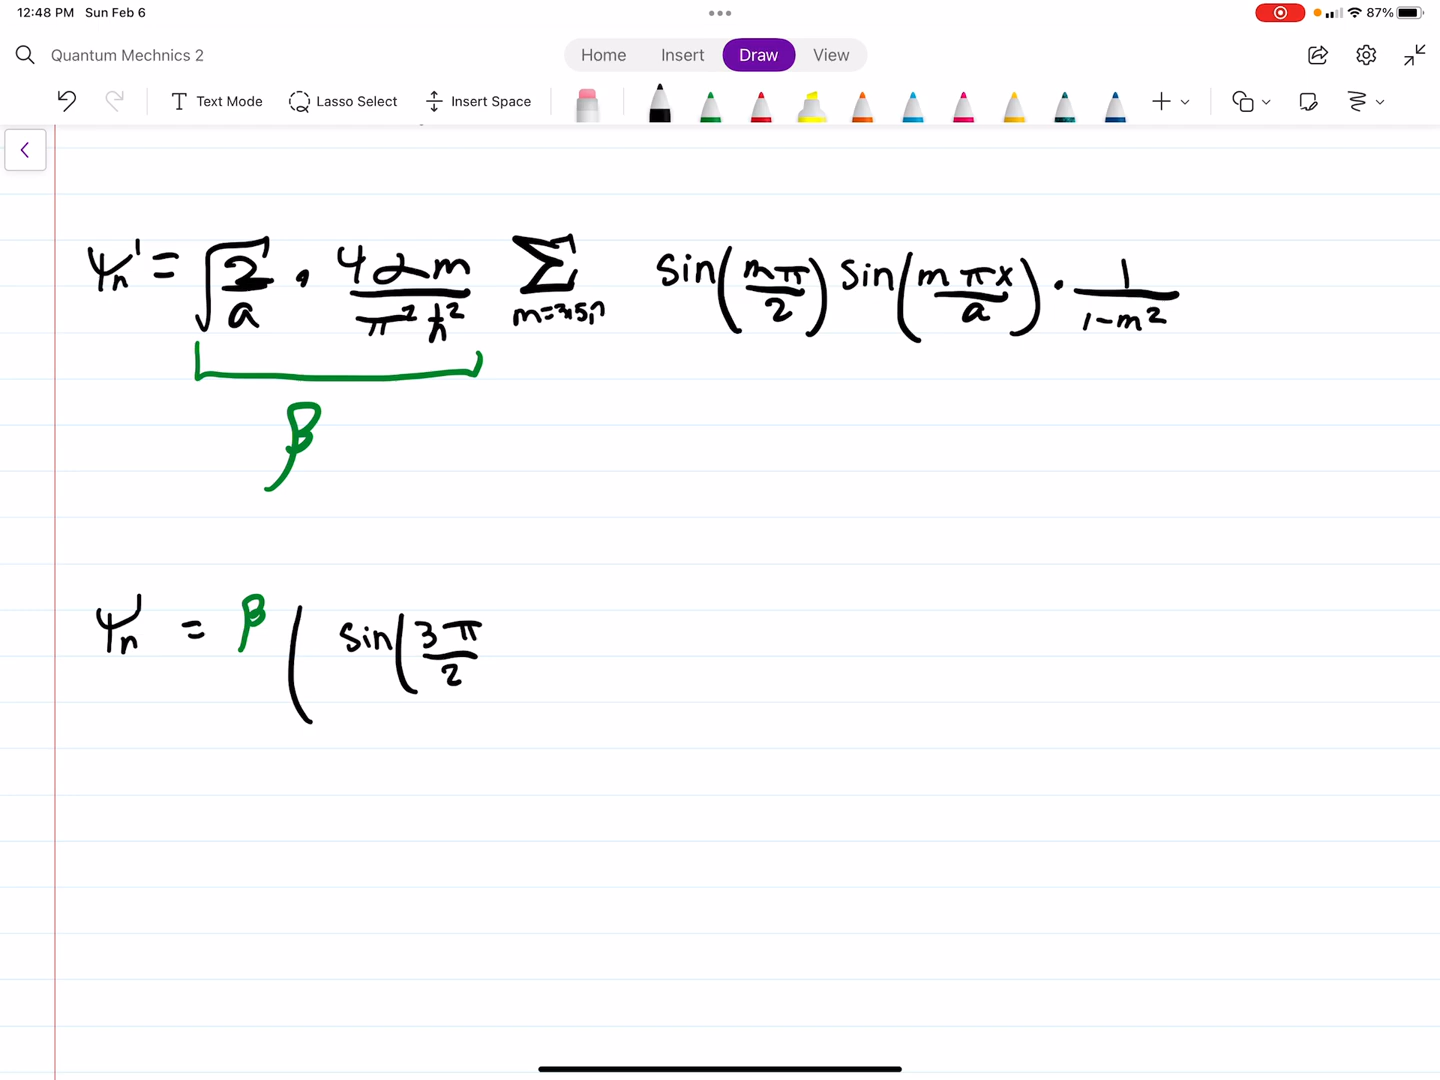 12:48 PM Sun Feb 6 87%
Quantum Mechnics 2 Home Insert Draw View
T Text Mode Lasso Select Insert Space
ψₙ' = √(2/a) · 4αm/(π²ħ²) Σ m=3,5,7 sin(mπ/2) sin(mπx/a) · 1/(1-m²)
β
ψₙ' = β ( sin(3π/2